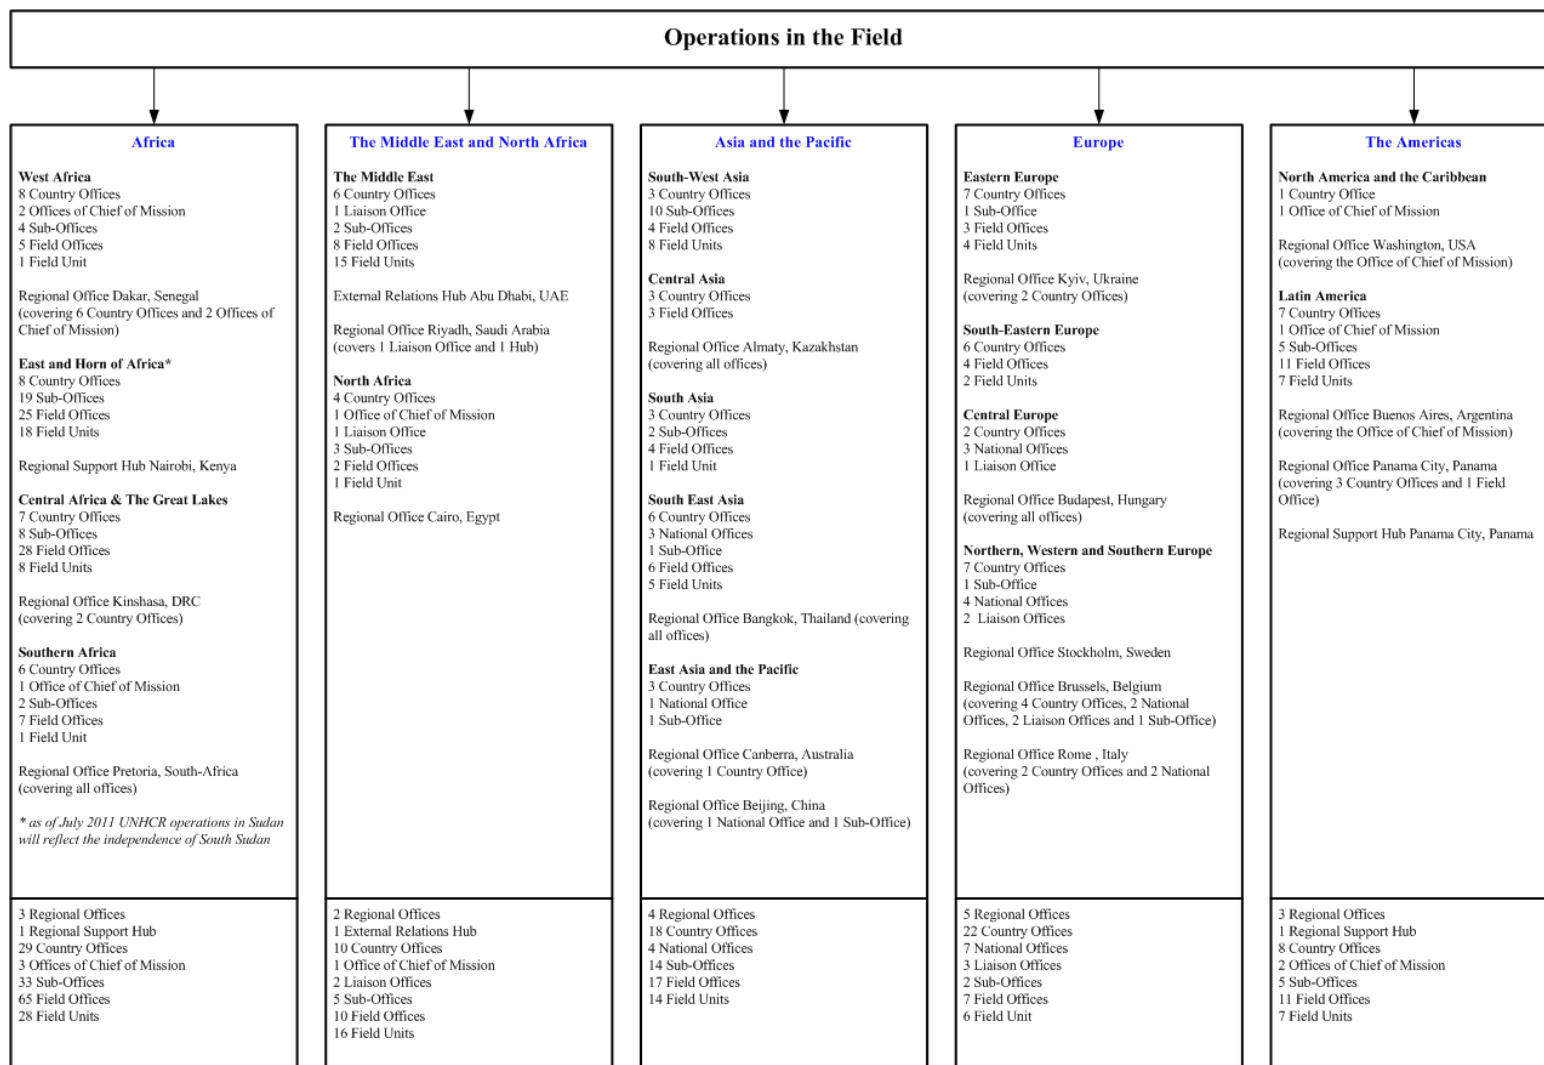 Operations in the Field
Africa
West Africa
8 Country Offices
2 Offices of Chief of Mission
4 Sub-Offices
5 Field Offices
1 Field Unit
Regional Office Dakar, Senegal
(covering 6 Country Offices and 2 Offices of
Chief of Mission)
East and Horn of Africa*
8 Country Offices
19 Sub-Offices
25 Field Offices
18 Field Units
Regional Support Hub Nairobi, Kenya
Central Africa & The Great Lakes
7 Country Offices
8 Sub-Offices
28 Field Offices
8 Field Units
Regional Office Kinshasa, DRC
(covering 2 Country Offices)
Southern Africa
6 Country Offices
1 Office of Chief of Mission
2 Sub-Offices
7 Field Offices
1 Field Unit
Regional Office Pretoria, South-Africa
(covering all offices)
* as of July 2011 UNHCR operations in Sudan
will reflect the independence of South Sudan
3 Regional Offices
1 Regional Support Hub
29 Country Offices
3 Offices of Chief of Mission
33 Sub-Offices
65 Field Offices
28 Field Units
The Middle East and North Africa
The Middle East
6 Country Offices
1 Liaison Office
2 Sub-Offices
8 Field Offices
15 Field Units
External Relations Hub Abu Dhabi, UAE
Regional Office Riyadh, Saudi Arabia
(covers 1 Liaison Office and 1 Hub)
North Africa
4 Country Offices
1 Office of Chief of Mission
1 Liaison Office
3 Sub-Offices
2 Field Offices
1 Field Unit
Regional Office Cairo, Egypt
2 Regional Offices
1 External Relations Hub
10 Country Offices
1 Office of Chief of Mission
2 Liaison Offices
5 Sub-Offices
10 Field Offices
16 Field Units
Asia and the Pacific
South-West Asia
3 Country Offices
10 Sub-Offices
4 Field Offices
8 Field Units
Central Asia
3 Country Offices
3 Field Offices
Regional Office Almaty, Kazakhstan
(covering all offices)
South Asia
3 Country Offices
2 Sub-Offices
4 Field Offices
1 Field Unit
South East Asia
6 Country Offices
3 National Offices
1 Sub-Office
6 Field Offices
5 Field Units
Regional Office Bangkok, Thailand (covering
all offices)
East Asia and the Pacific
3 Country Offices
1 National Office
1 Sub-Office
Regional Office Canberra, Australia
(covering 1 Country Office)
Regional Office Beijing, China
(covering 1 National Office and 1 Sub-Office)
4 Regional Offices
18 Country Offices
4 National Offices
14 Sub-Offices
17 Field Offices
14 Field Units
Europe
Eastern Europe
7 Country Offices
1 Sub-Office
3 Field Offices
4 Field Units
Regional Office Kyiv, Ukraine
(covering 2 Country Offices)
South-Eastern Europe
6 Country Offices
4 Field Offices
2 Field Units
Central Europe
2 Country Offices
3 National Offices
1 Liaison Office
Regional Office Budapest, Hungary
(covering all offices)
Northern, Western and Southern Europe
7 Country Offices
1 Sub-Office
4 National Offices
2 Liaison Offices
Regional Office Stockholm, Sweden
Regional Office Brussels, Belgium
(covering 4 Country Offices, 2 National
Offices, 2 Liaison Offices and 1 Sub-Office)
Regional Office Rome , Italy
(covering 2 Country Offices and 2 National
Offices)
5 Regional Offices
22 Country Offices
7 National Offices
3 Liaison Offices
2 Sub-Offices
7 Field Offices
6 Field Unit
The Americas
North America and the Caribbean
1 Country Office
1 Office of Chief of Mission
Regional Office Washington, USA
(covering the Office of Chief of Mission)
Latin America
7 Country Offices
1 Office of Chief of Mission
5 Sub-Offices
11 Field Offices
7 Field Units
Regional Office Buenos Aires, Argentina
(covering the Office of Chief of Mission)
Regional Office Panama City, Panama
(covering 3 Country Offices and 1 Field
Office)
Regional Support Hub Panama City, Panama
3 Regional Offices
1 Regional Support Hub
8 Country Offices
2 Offices of Chief of Mission
5 Sub-Offices
11 Field Offices
7 Field Units